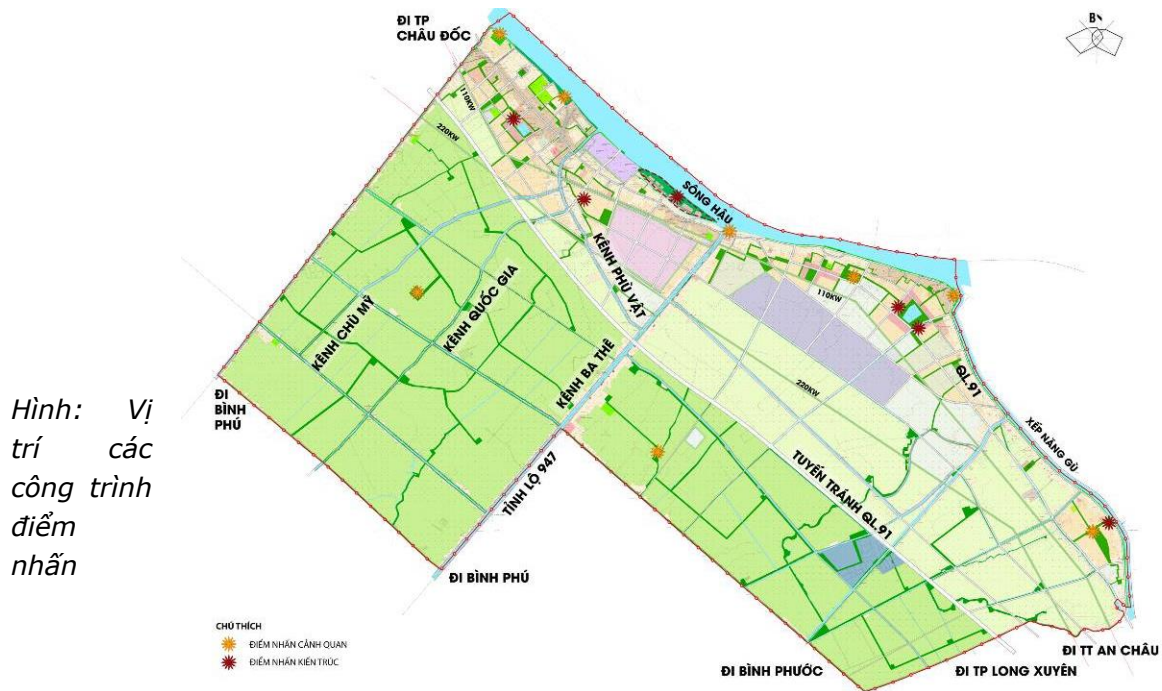 ĐI TP
CHÂU ĐỐC
B
110KW
220KW
SÔNG HẬU
KÊNH PHÙ VẬT
KÊNH QUỐC GIA
KÊNH CHÙ MỸ
KÊNH BA THÊ
110KW
220KW
QL.91
XẾP NĂNG GÙ
ĐI
BÌNH
PHÚ
TỈNH LỘ 947
TUYẾN TRÁNH QL.91
Hình: Vị
trí các
công trình
điểm
nhấn
ĐI BÌNH PHÚ
CHÚ THÍCH
ĐIỂM NHẤN CẢNH QUAN
ĐIỂM NHẤN KIẾN TRÚC
ĐI BÌNH PHƯỚC
ĐI TP LONG XUYÊN
ĐI TT AN CHÂU